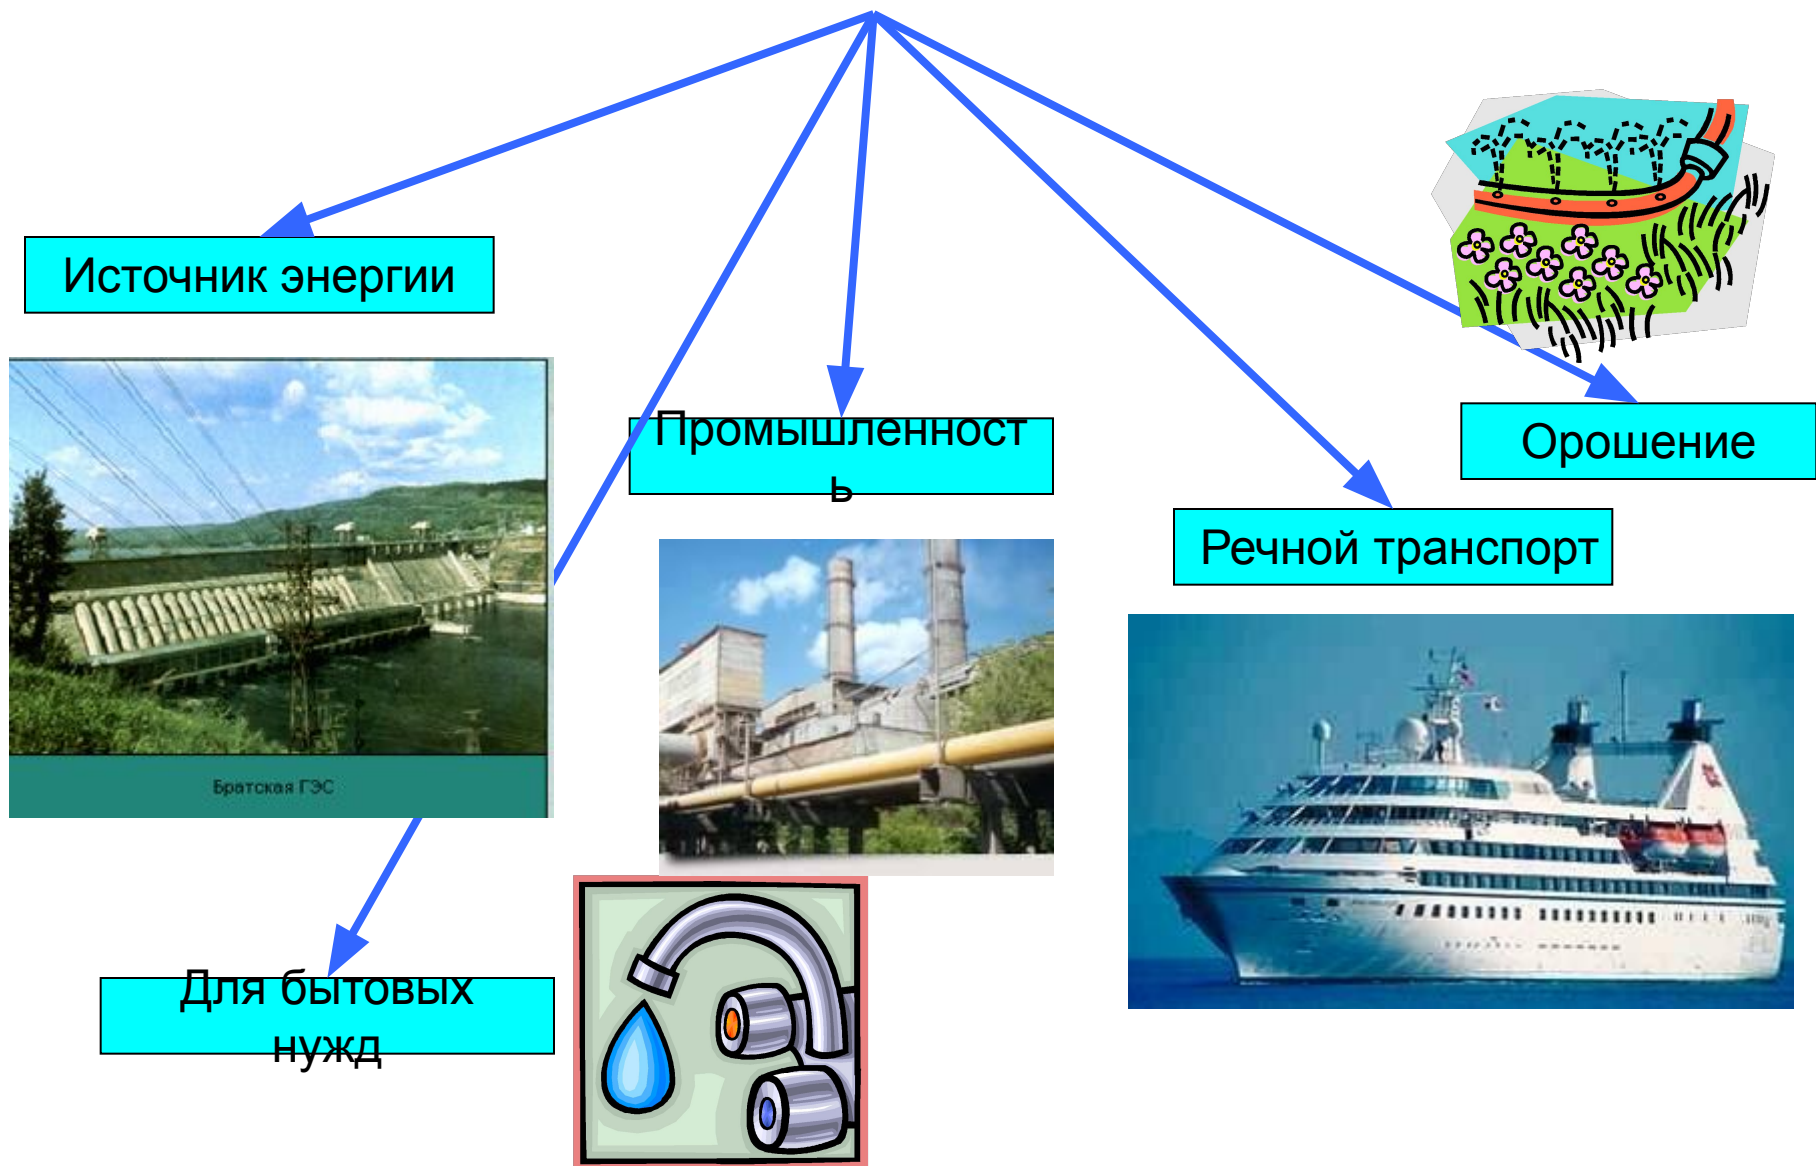 Источник энергии
Промышленност
ь
Орошение
Речной транспорт
Братская ГЭС
Для бытовых
нужд